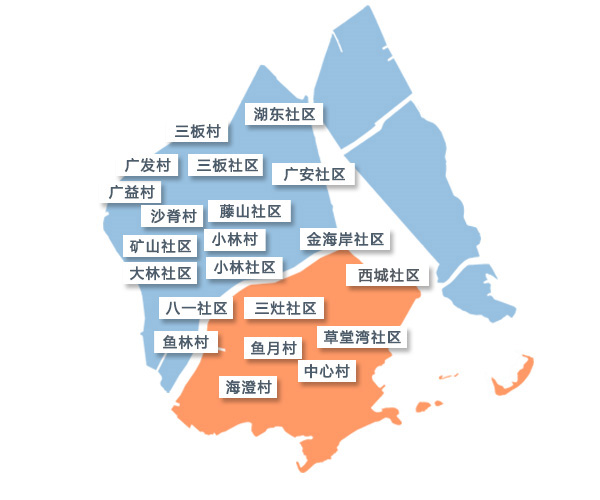 湖东社区
三板村
广发村
三板社区
广安社区
广益村
沙脊村
藤山社区
矿山社区
小林村
金海岸社区
大林社区
小林社区
西城社区
八一社区
三灶社区
鱼林村
鱼月村
草堂湾社区
中心村
海澄村